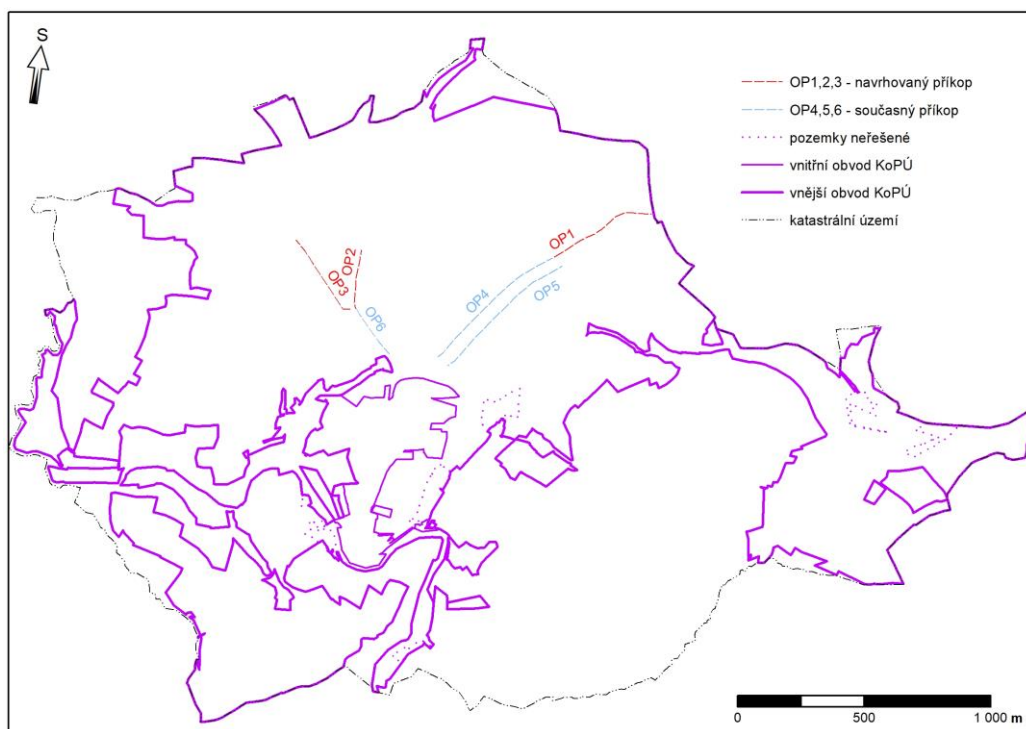 S
OP1,2,3 - navrhovaný příkop
OP4,5,6 - současný příkop
pozemky neřešené
vnitřní obvod KoPÚ
vnější obvod KoPÚ
katastrální území
OP1
OP2
OP3
OP4
OP5
OP6
0 500 1 000 m